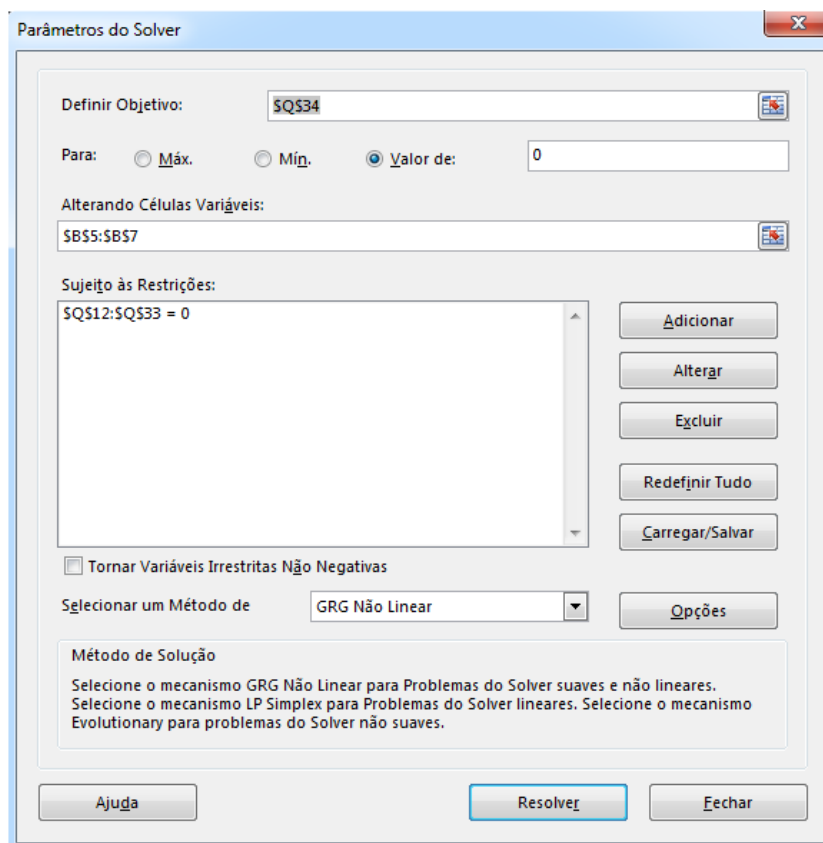 Parâmetros do Solver
Definir Objetivo: $Q$34
Para: Máx. Mín. Valor de: 0
Alterando Células Variáveis:
$B$5:$B$7
Sujeito às Restrições:
$Q$12:$Q$33 = 0
Adicionar
Alterar
Excluir
Redefinir Tudo
Carregar/Salvar
Tornar Variáveis Irrestritas Não Negativas
Selecionar um Método de GRG Não Linear Opções
Método de Solução
Selecione o mecanismo GRG Não Linear para Problemas do Solver suaves e não lineares.
Selecione o mecanismo LP Simplex para Problemas do Solver lineares. Selecione o mecanismo
Evolutionary para problemas do Solver não suaves.
Ajuda Resolver Fechar